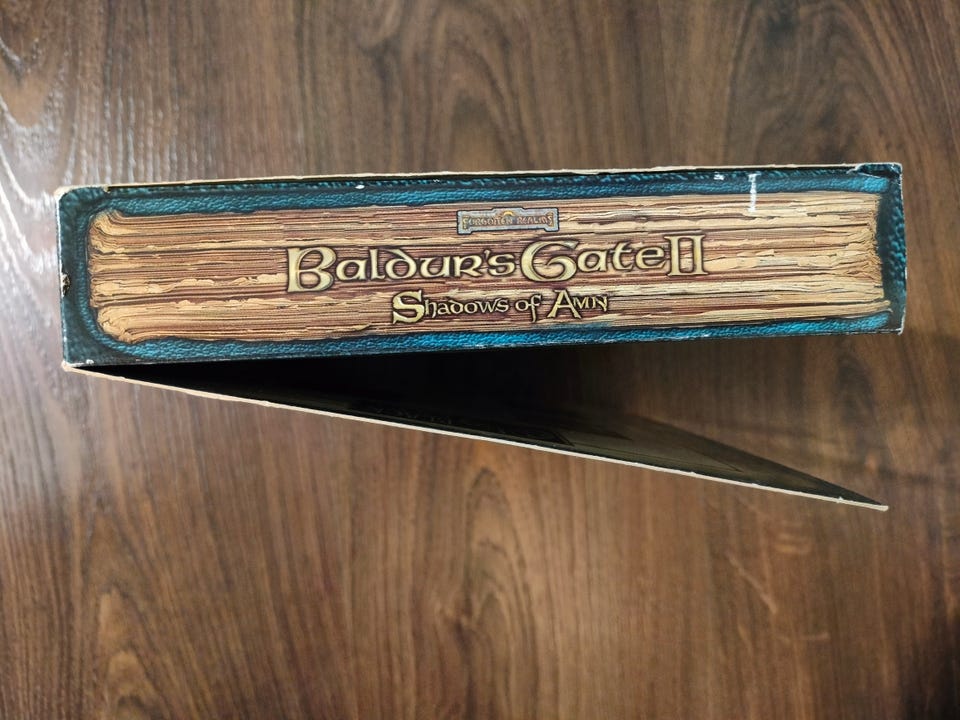 FORGOTTEN REALMS
Baldur's Gate II
Shadows of Amn